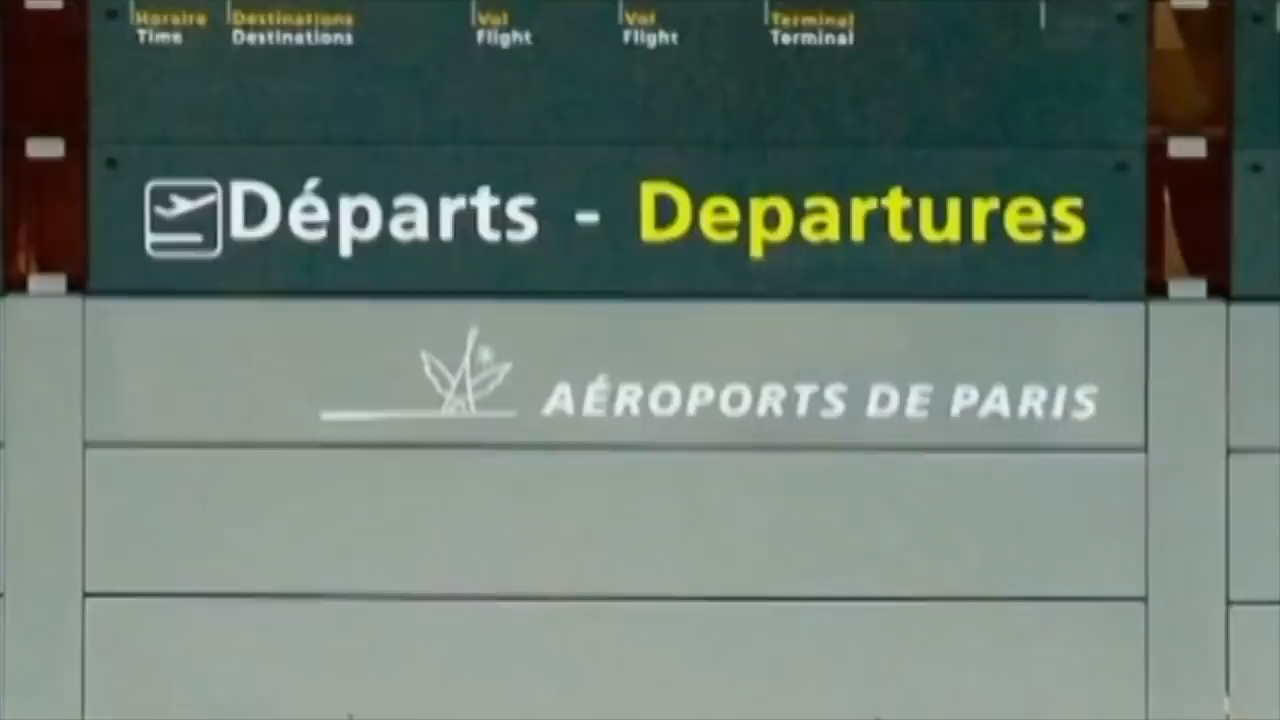 Horaire Destinations Vol Vol Terminal
Time Destinations Flight Flight Terminal
Départs - Departures
AÉROPORTS DE PARIS